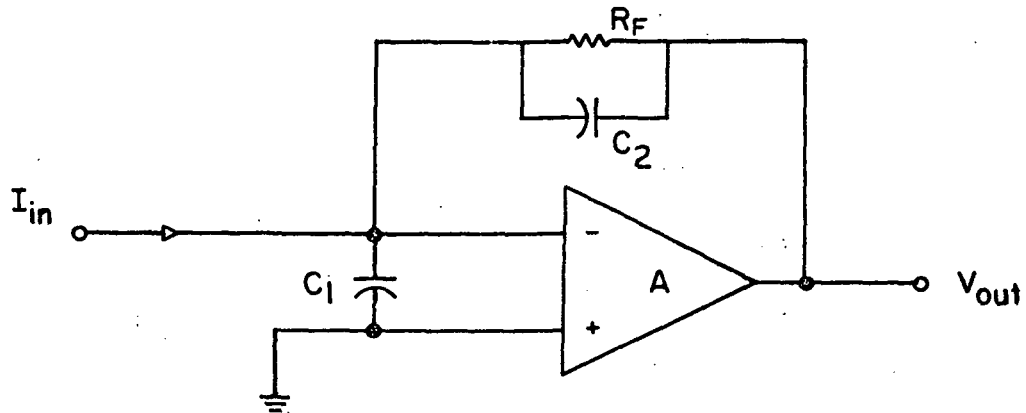 R_F
C_2
I_in
C_1
-
A
+
V_out